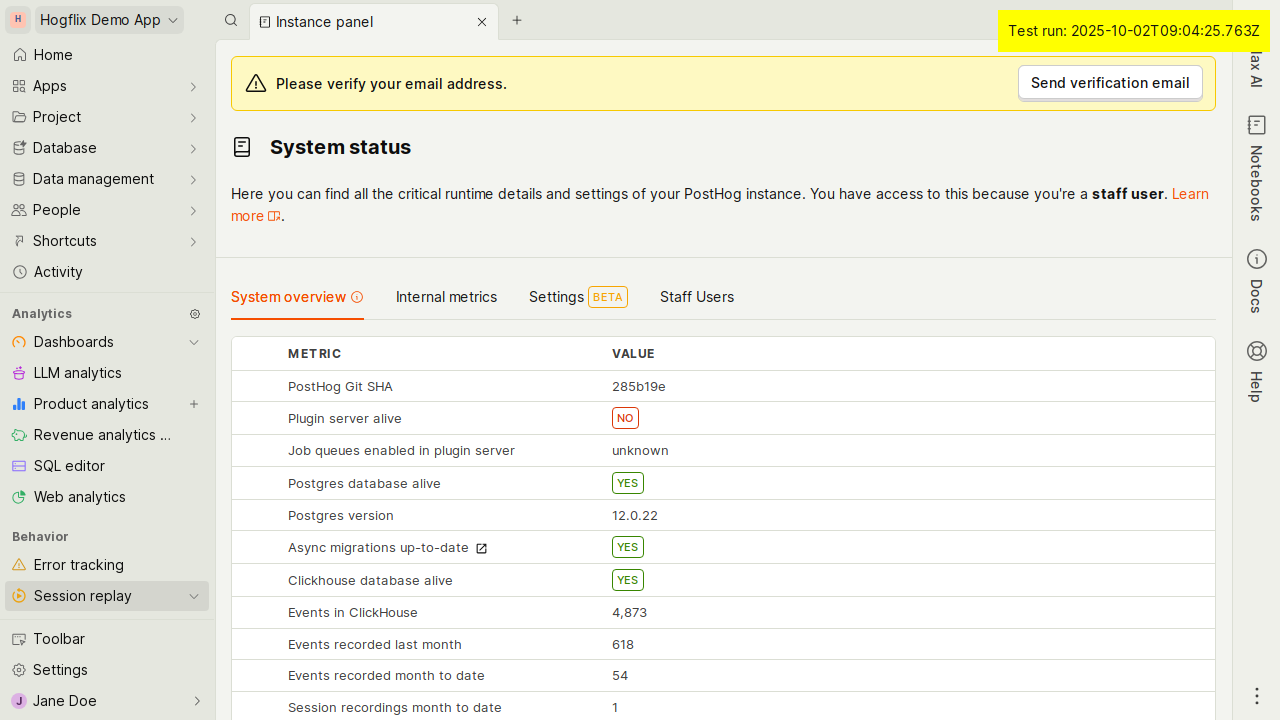 H Hogflix Demo App
Instance panel
Test run: 2025-10-02T09:04:25.763Z
Home
Apps
Project
Database
Data management
People
Shortcuts
Activity
Analytics
Dashboards
LLM analytics
Product analytics
Revenue analytics ...
SQL editor
Web analytics
Behavior
Error tracking
Session replay
Toolbar
Settings
J Jane Doe
Please verify your email address.
Send verification email
System status
Here you can find all the critical runtime details and settings of your PostHog instance. You have access to this because you're a staff user. Learn
more.
System overview
Internal metrics
Settings BETA
Staff Users
METRIC VALUE
PostHog Git SHA 285b19e
Plugin server alive NO
Job queues enabled in plugin server unknown
Postgres database alive YES
Postgres version 12.0.22
Async migrations up-to-date YES
Clickhouse database alive YES
Events in ClickHouse 4,873
Events recorded last month 618
Events recorded month to date 54
Session recordings month to date 1
AI
Notebooks
Docs
Help